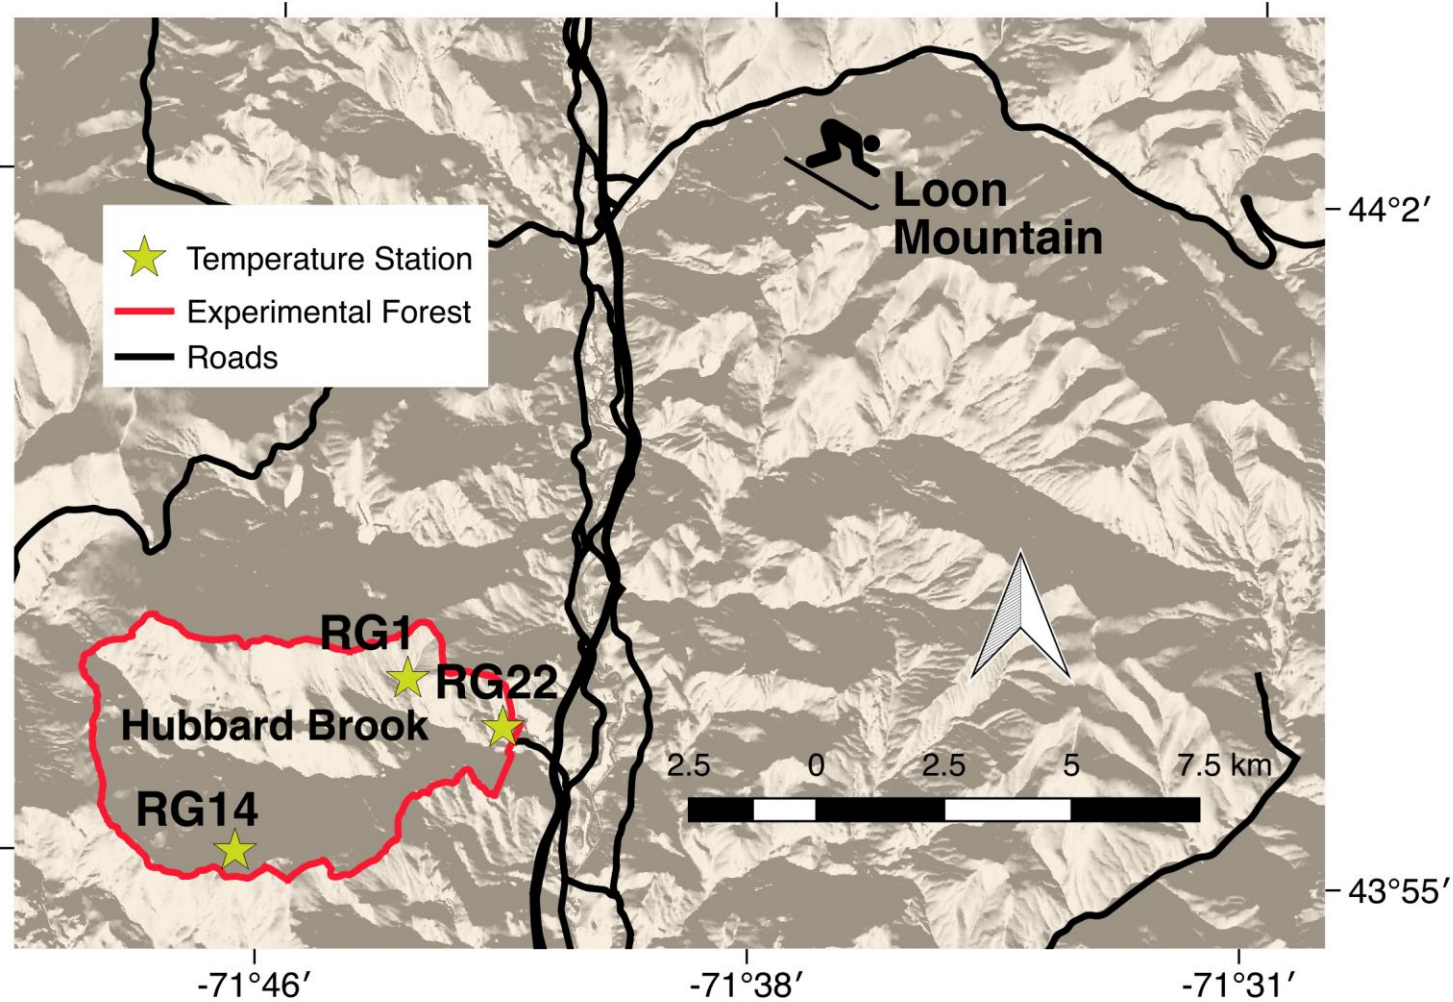 Loon
Mountain
44°2′
Temperature Station
Experimental Forest
Roads
RG1
RG22
Hubbard Brook
2.5 0 2.5 5 7.5 km
RG14
43°55′
-71°46′ -71°38′ -71°31′